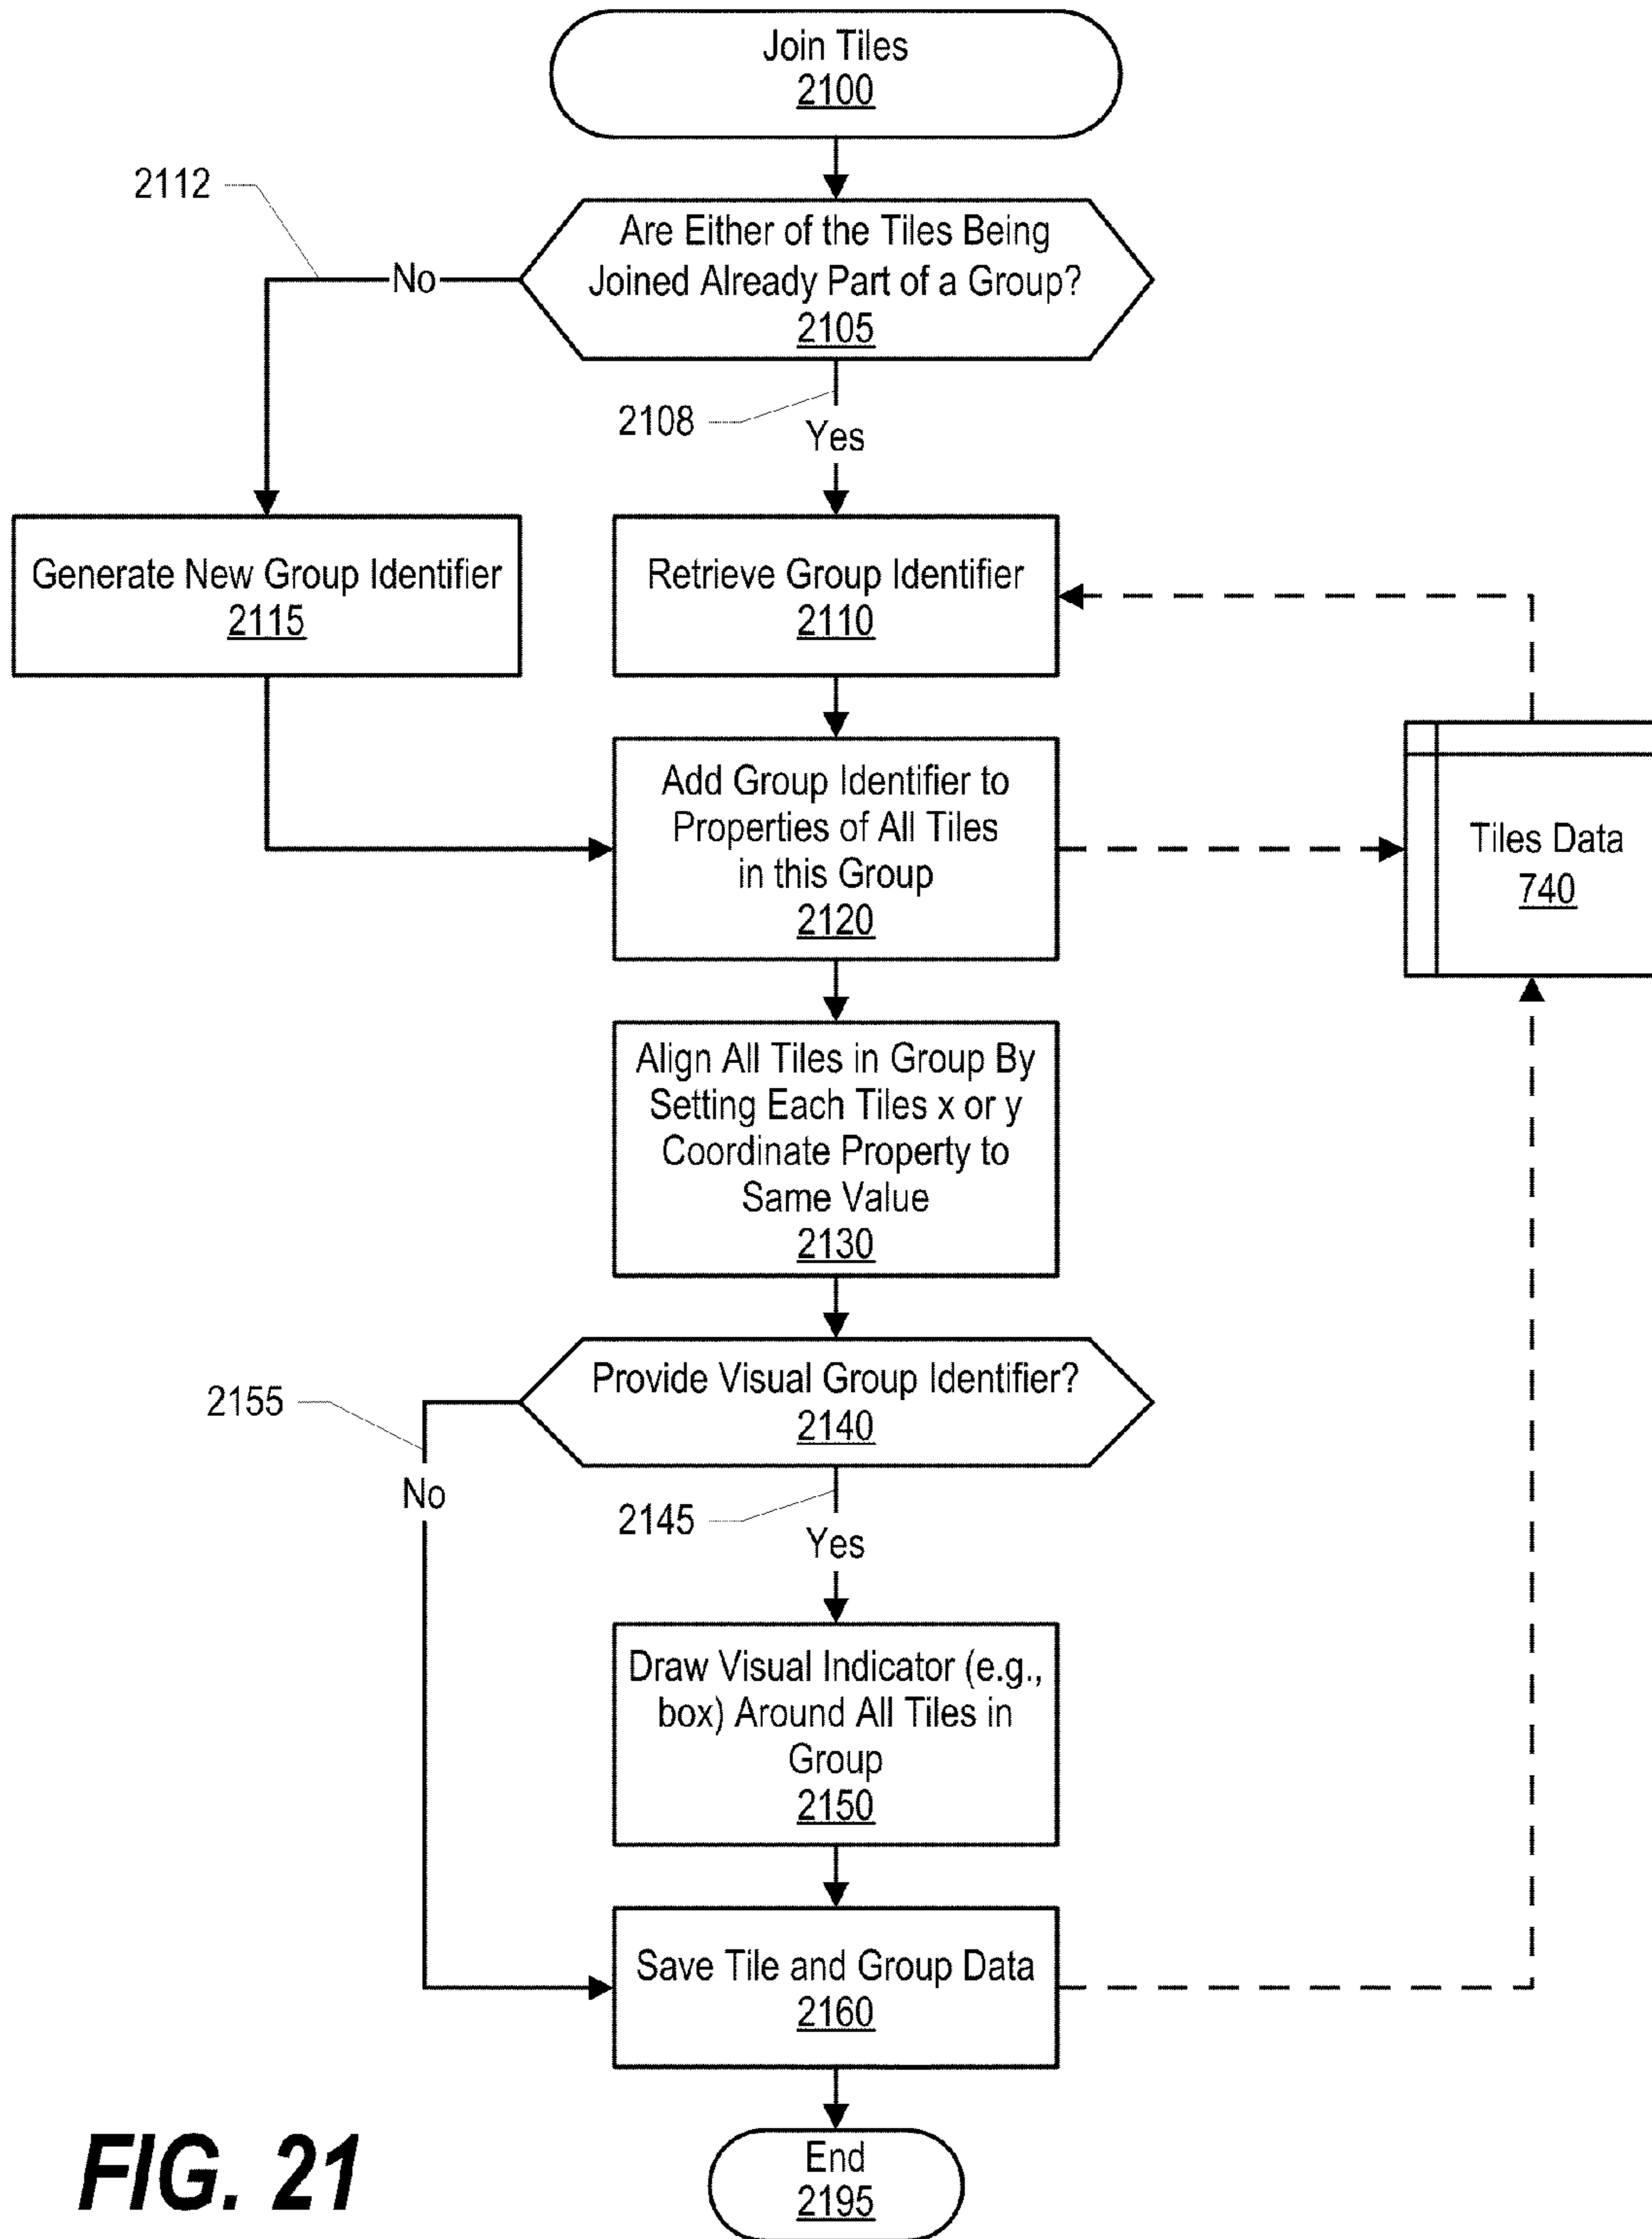 Join Tiles
2100
2112
Are Either of the Tiles Being
Joined Already Part of a Group?
2105
No
2108
Yes
Generate New Group Identifier
2115
Retrieve Group Identifier
2110
Add Group Identifier to
Properties of All Tiles
in this Group
2120
Tiles Data
740
Align All Tiles in Group By
Setting Each Tiles x or y
Coordinate Property to
Same Value
2130
Provide Visual Group Identifier?
2140
2155
No
2145
Yes
Draw Visual Indicator (e.g.,
box) Around All Tiles in
Group
2150
Save Tile and Group Data
2160
End
2195
FIG. 21